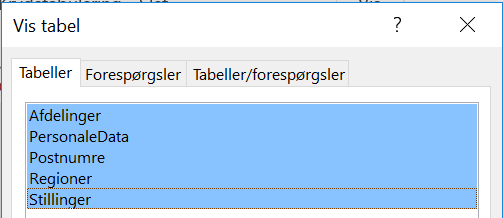 Vis tabel ?
Tabeller Forespørgsler Tabeller/forespørgsler
Afdelinger
PersonaleData
Postnumre
Regioner
Stillinger